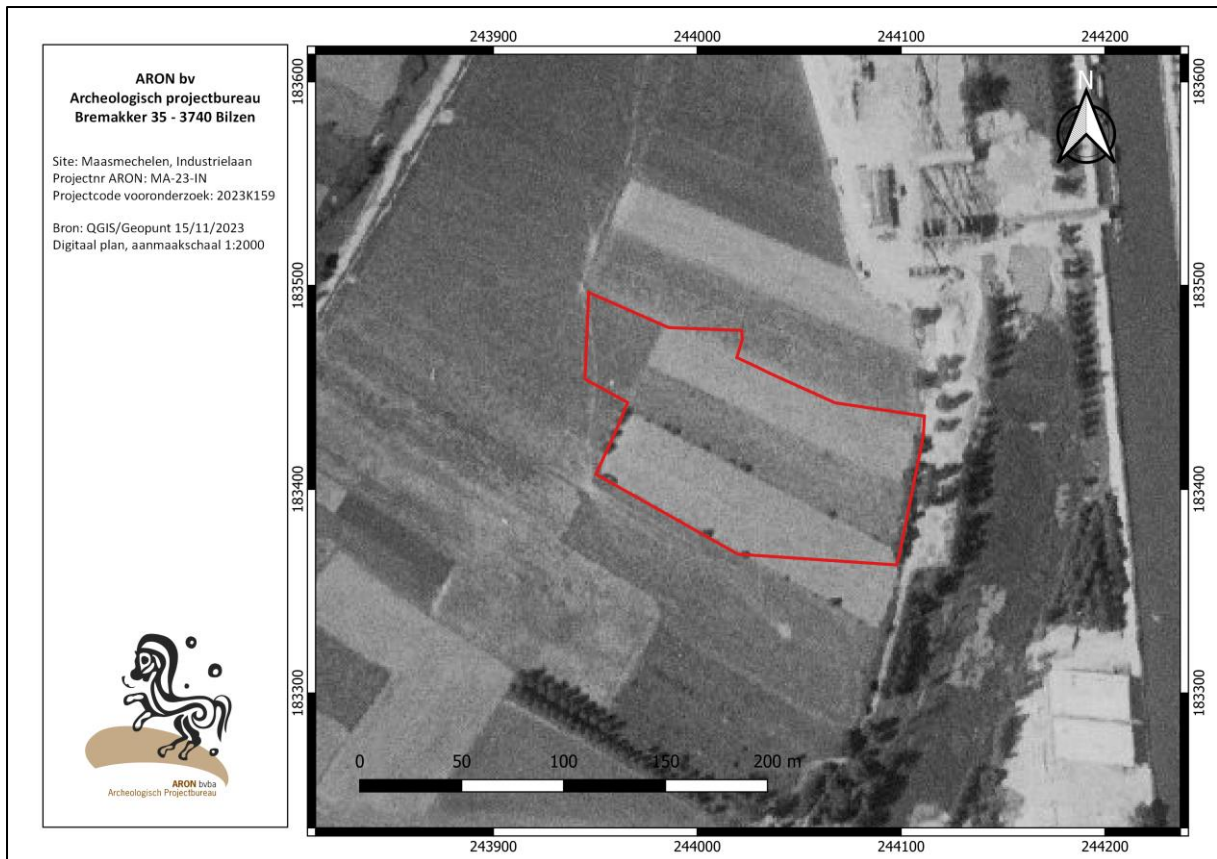 ARON bv
Archeologisch projectbureau
Bremakker 35 - 3740 Bilzen
Site: Maasmechelen, Industrielaan
Projectnr ARON: MA-23-IN
Projectcode vooronderzoek: 2023K159
Bron: QGIS/Geopunt 15/11/2023
Digitaal plan, aanmaakschaal 1:2000
ARON bvba
Archeologisch Projectbureau
243900 244000 244100 244200
183600 183600
183500 183500
183400 183400
183300 183300
N
0 50 100 150 200 m
243900 244000 244100 244200